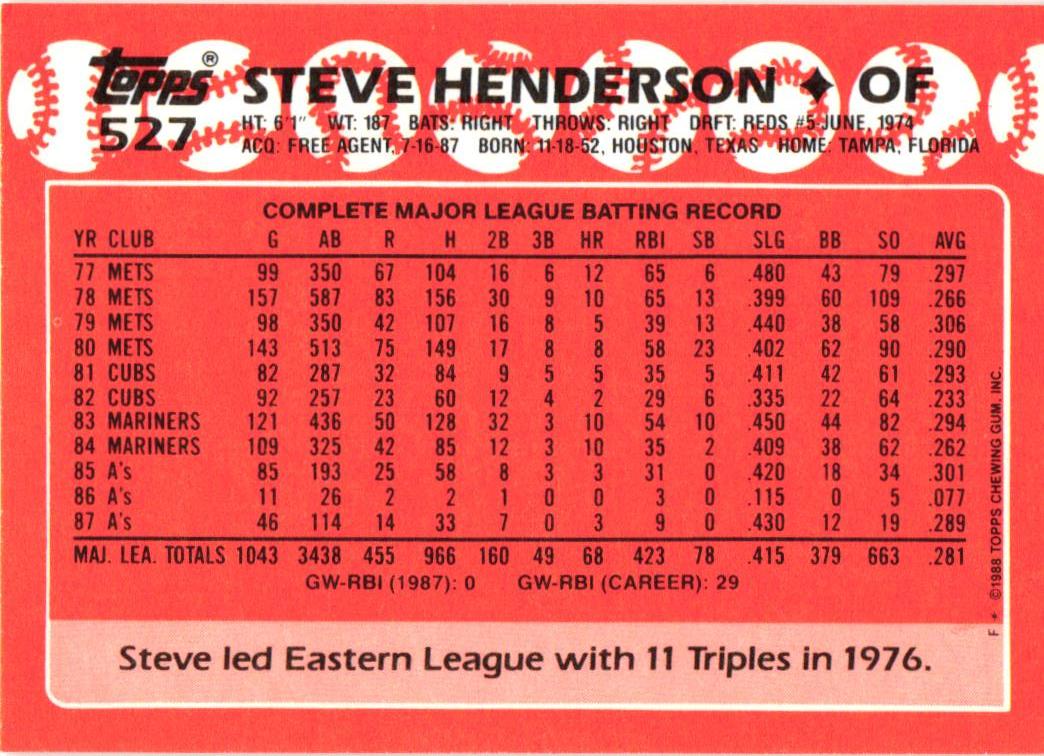 topps® STEVE HENDERSON ✦ OF
527
HT: 6'1" WT: 187 BATS: RIGHT THROWS: RIGHT DRFT: REDS #5-JUNE, 1974
ACQ: FREE AGENT, 7-16-87 BORN: 11-18-52, HOUSTON, TEXAS HOME: TAMPA, FLORIDA
COMPLETE MAJOR LEAGUE BATTING RECORD
YR CLUB G AB R H 2B 3B HR RBI SB SLG BB SO AVG
77 METS 99 350 67 104 16 6 12 65 6 .480 43 79 .297
78 METS 157 587 83 156 30 9 10 65 13 .399 60 109 .266
79 METS 98 350 42 107 16 8 5 39 13 .440 38 58 .306
80 METS 143 513 75 149 17 8 8 58 23 .402 62 90 .290
81 CUBS 82 287 32 84 9 5 5 35 5 .411 42 61 .293
82 CUBS 92 257 23 60 12 4 2 29 6 .335 22 64 .233
83 MARINERS 121 436 50 128 32 3 10 54 10 .450 44 82 .294
84 MARINERS 109 325 42 85 12 3 10 35 2 .409 38 62 .262
85 A's 85 193 25 58 8 3 3 31 0 .420 18 34 .301
86 A's 11 26 2 2 1 0 0 3 0 .115 0 5 .077
87 A's 46 114 14 33 7 0 3 9 0 .430 12 19 .289
MAJ. LEA. TOTALS 1043 3438 455 966 160 49 68 423 78 .415 379 663 .281
GW-RBI (1987): 0 GW-RBI (CAREER): 29
Steve led Eastern League with 11 Triples in 1976.
F * ©1988 TOPPS CHEWING GUM, INC.